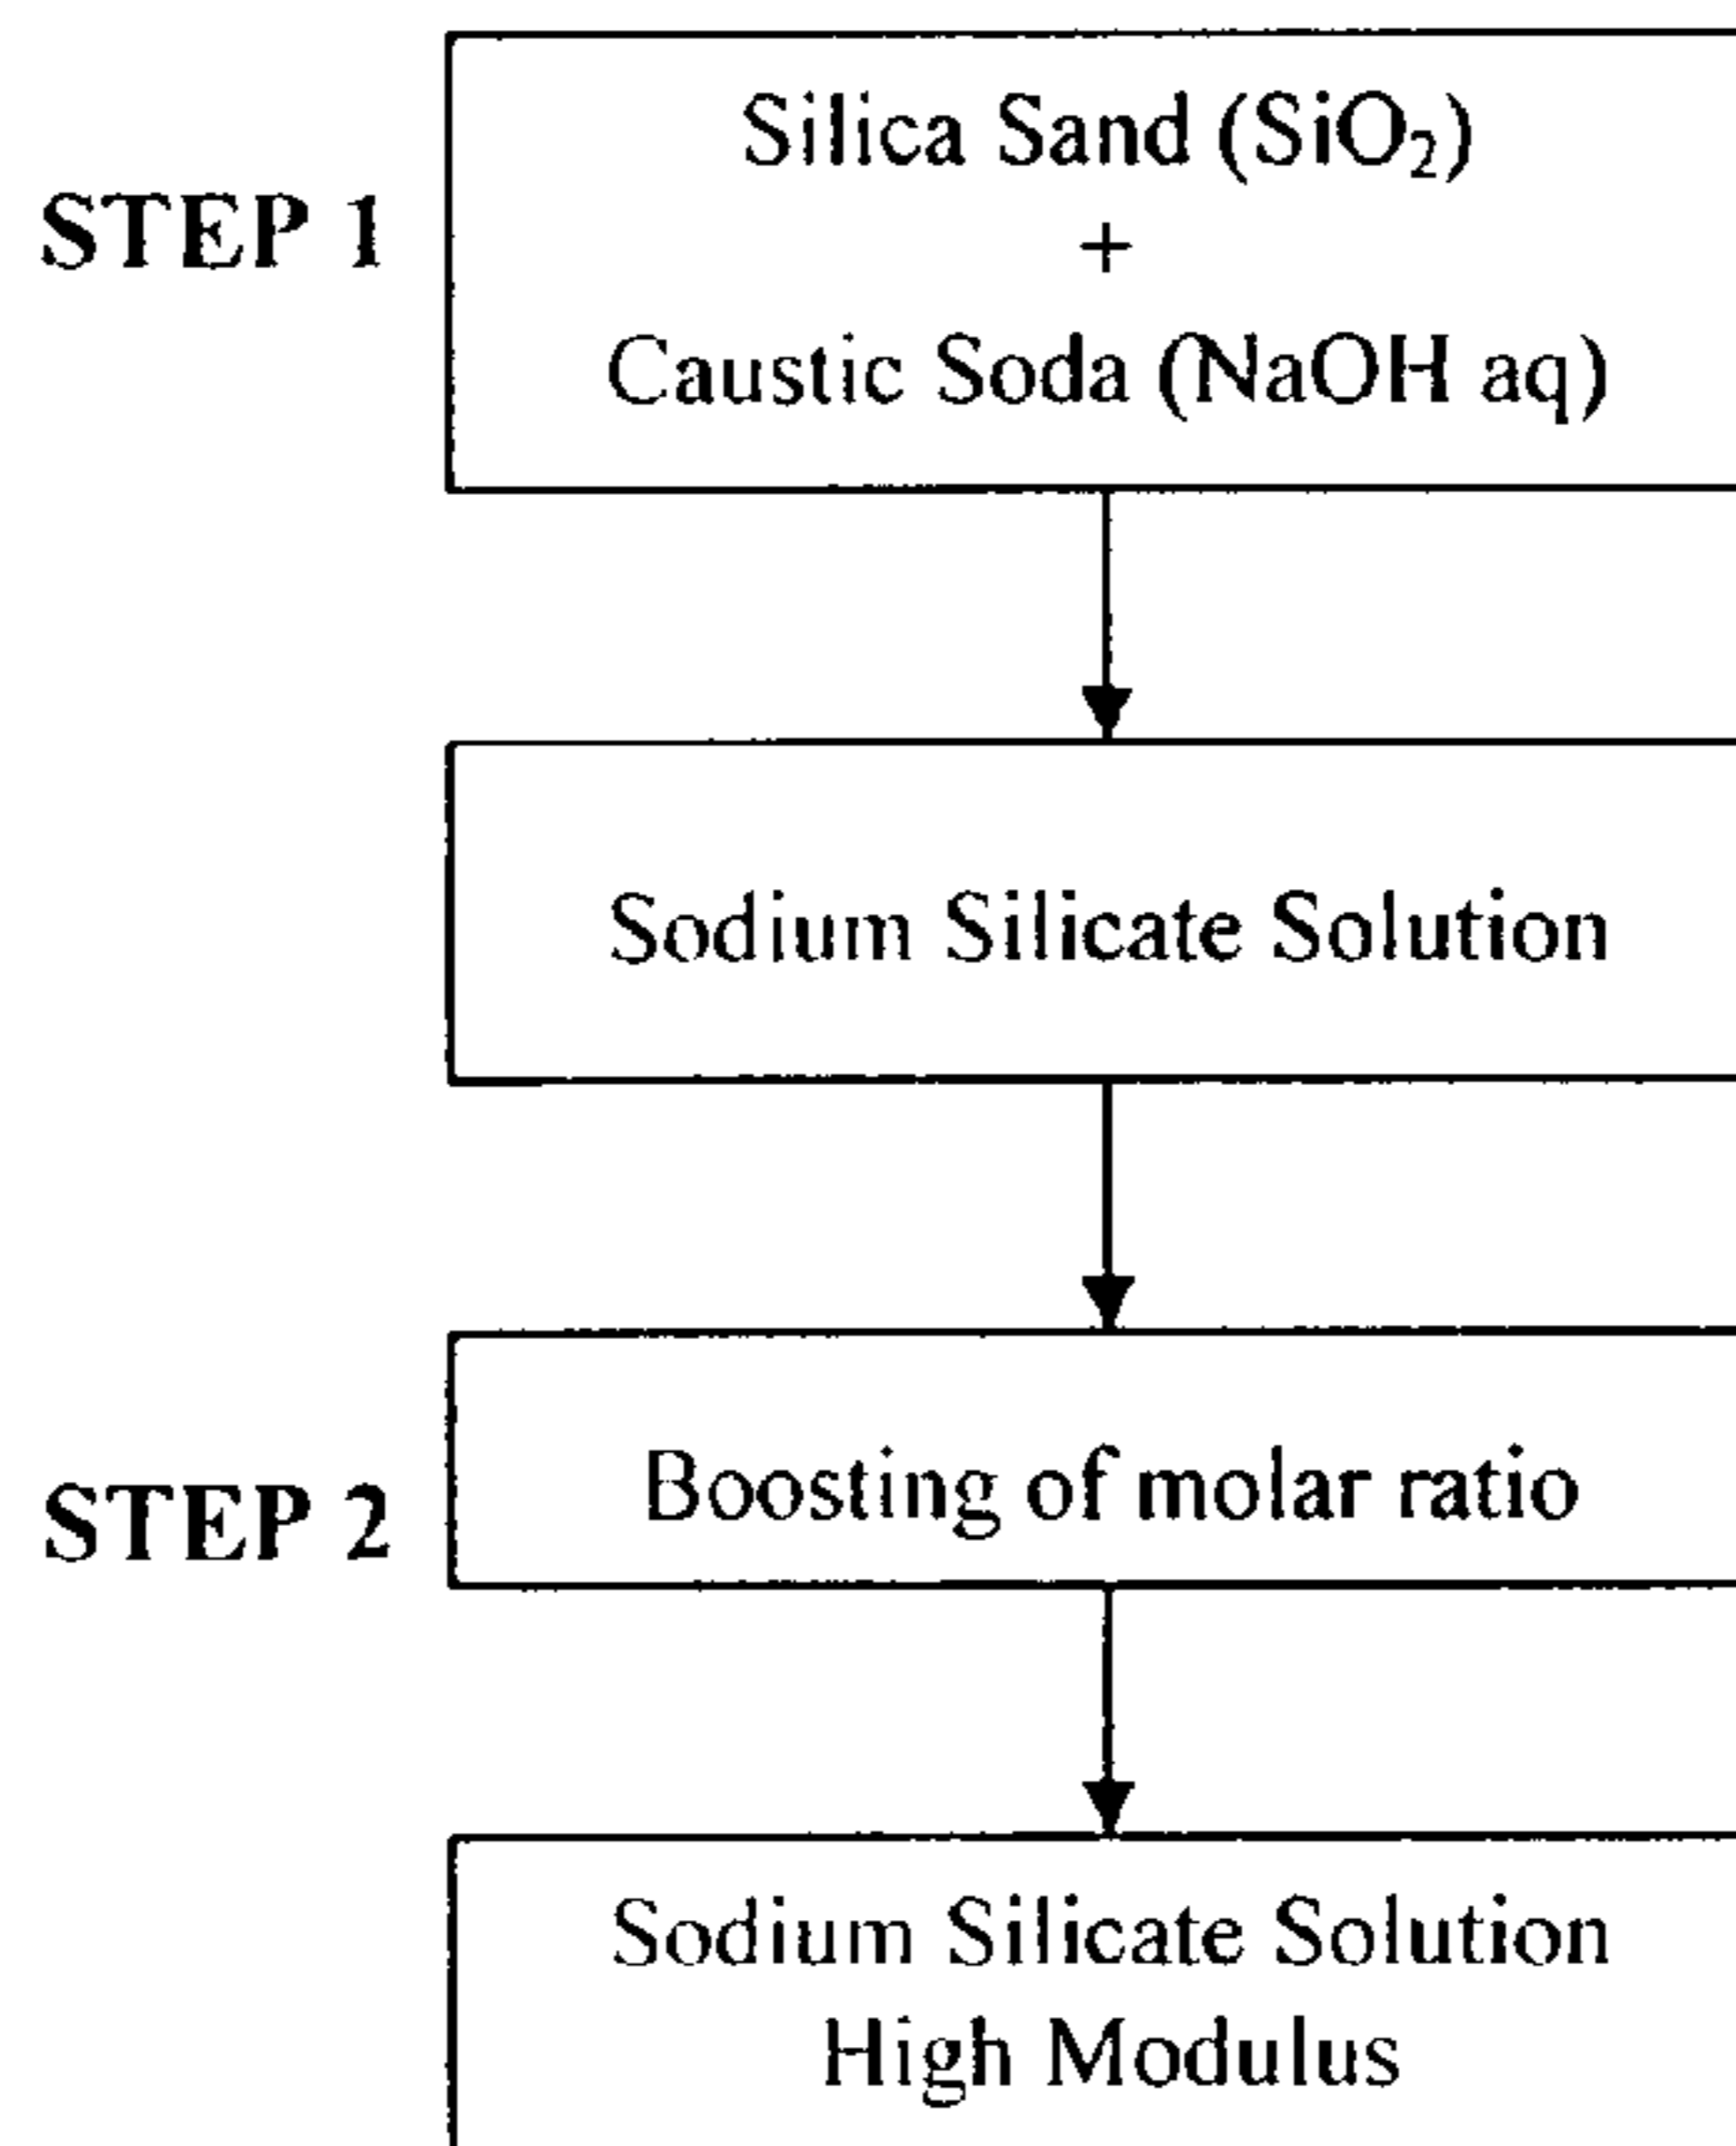 STEP 1
Silica Sand (SiO₂)
+
Caustic Soda (NaOH aq)
Sodium Silicate Solution
STEP 2
Boosting of molar ratio
Sodium Silicate Solution
High Modulus